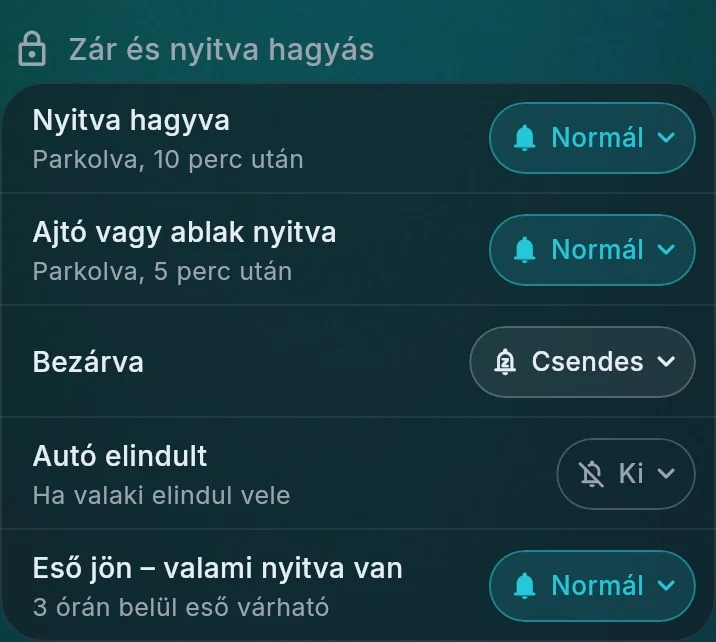 Zár és nyitva hagyás
Nyitva hagyva
Normál
Parkolva, 10 perc után
Ajtó vagy ablak nyitva
Normál
Parkolva, 5 perc után
Bezárva
Csendes
Autó elindult
Ki
Ha valaki elindul vele
Eső jön – valami nyitva van
Normál
3 órán belül eső várható